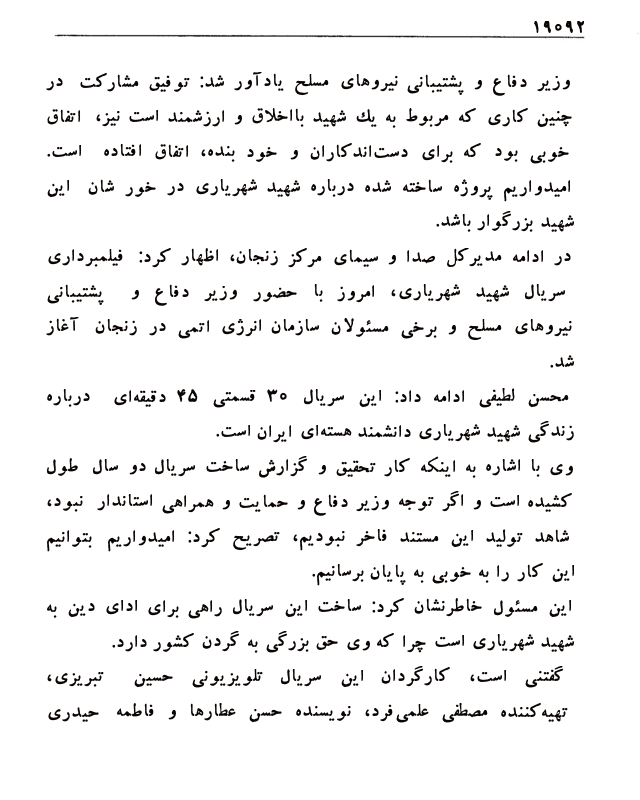 ۱۹۰۹۲
وزیر دفاع و پشتیبانی نیروهای مسلح یادآور شد: توفیق مشارکت در
چنین کاری که مربوط به یك شهید بااخلاق و ارزشمند است نیز، اتفاق
خوبی بود که برای دست‌اندکاران و خود بنده، اتفاق افتاده است.
امیدواریم پروژه ساخته شده درباره شهید شهریاری در خور شان این
شهید بزرگوار باشد.
در ادامه مدیرکل صدا و سیمای مرکز زنجان، اظهار کرد: فیلمبرداری
سریال شهید شهریاری، امروز با حضور وزیر دفاع و پشتیبانی
نیروهای مسلح و برخی مسئولان سازمان انرژی اتمی در زنجان آغاز
شد.
محسن لطیفی ادامه داد: این سریال ۳۰ قسمتی ۴۵ دقیقه‌ای درباره
زندگی شهید شهریاری دانشمند هسته‌ای ایران است.
وی با اشاره به اینکه کار تحقیق و گزارش ساخت سریال دو سال طول
کشیده است و اگر توجه وزیر دفاع و حمایت و همراهی استاندار نبود،
شاهد تولید این مستند فاخر نبودیم، تصریح کرد: امیدواریم بتوانیم
این کار را به خوبی به پایان برسانیم.
این مسئول خاطرنشان کرد: ساخت این سریال راهی برای ادای دین به
شهید شهریاری است چرا که وی حق بزرگی به گردن کشور دارد.
گفتنی است، کارگردان این سریال تلویزیونی حسین تبریزی،
تهیه‌کننده مصطفی علمی‌فرد، نویسنده حسن عطارها و فاطمه حیدری